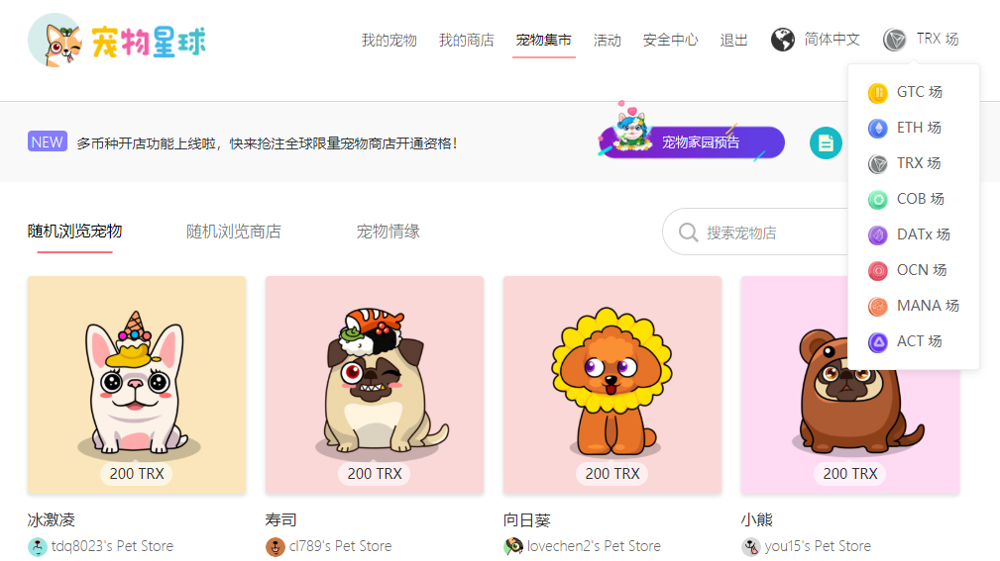 宠物星球
我的宠物 我的商店 宠物集市 活动 安全中心 退出 简体中文 TRX 场
GTC 场
ETH 场
TRX 场
COB 场
DATx 场
OCN 场
MANA 场
ACT 场
NEW 多币种开店功能上线啦，快来抢注全球限量宠物商店开通资格！
宠物家园预告
随机浏览宠物 随机浏览商店 宠物情缘 搜索宠物店
200 TRX 200 TRX 200 TRX 200 TRX
冰激凌 寿司 向日葵 小熊
tdq8023's Pet Store cl789's Pet Store lovechen2's Pet Store you15's Pet Store